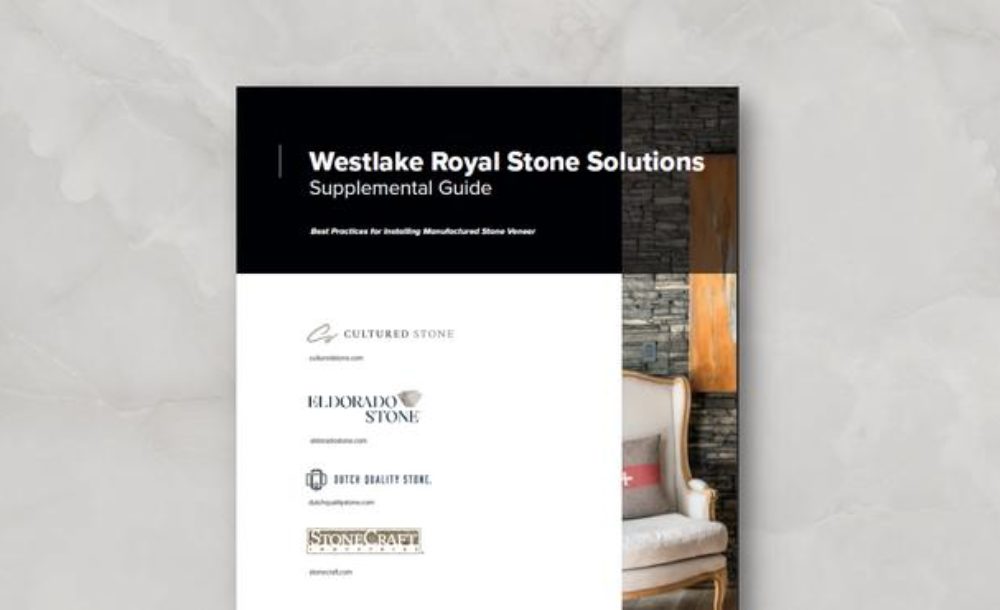 Westlake Royal Stone Solutions
Supplemental Guide
Best Practices for Installing Manufactured Stone Veneer
CULTURED STONE
culturedstone.com
ELDORADO
STONE
eldoradostone.com
DUTCH QUALITY STONE.
dutchqualitystone.com
STONECRAFT
INDUSTRIES
stonecraft.com